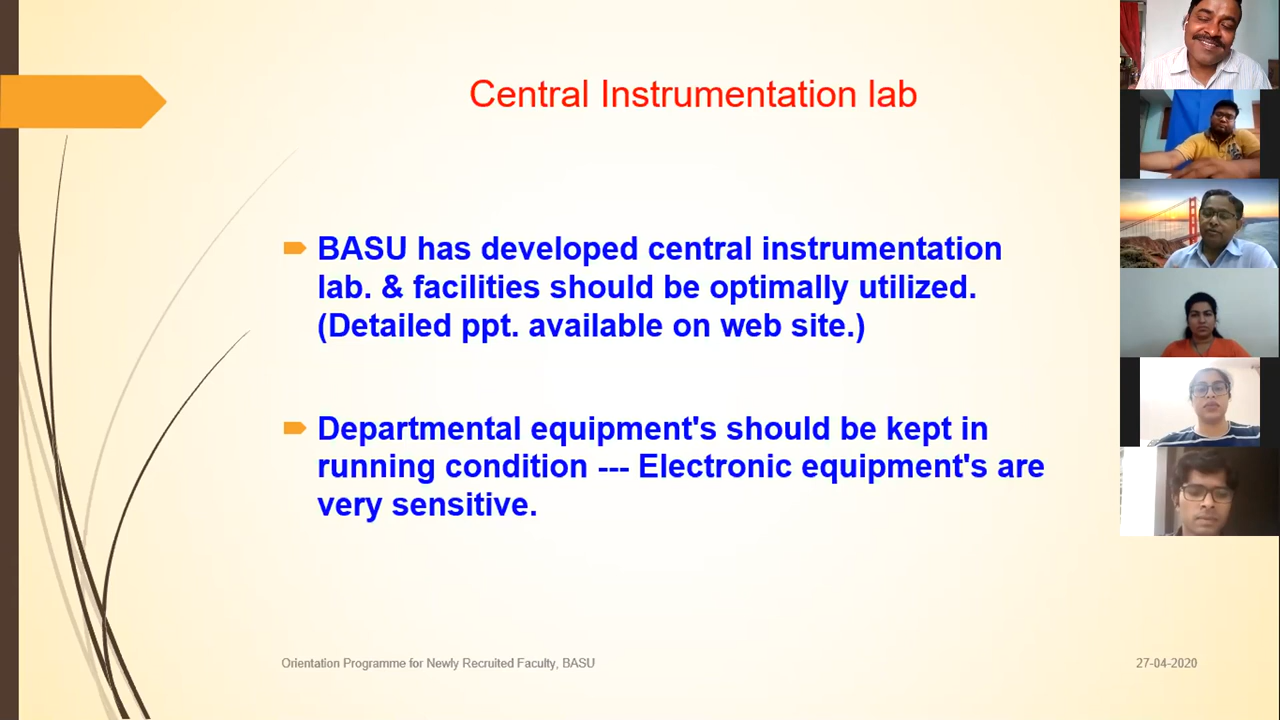 Central Instrumentation lab
BASU has developed central instrumentation
lab. & facilities should be optimally utilized.
(Detailed ppt. available on web site.)
Departmental equipment's should be kept in
running condition --- Electronic equipment's are
very sensitive.
Orientation Programme for Newly Recruited Faculty, BASU
27-04-2020